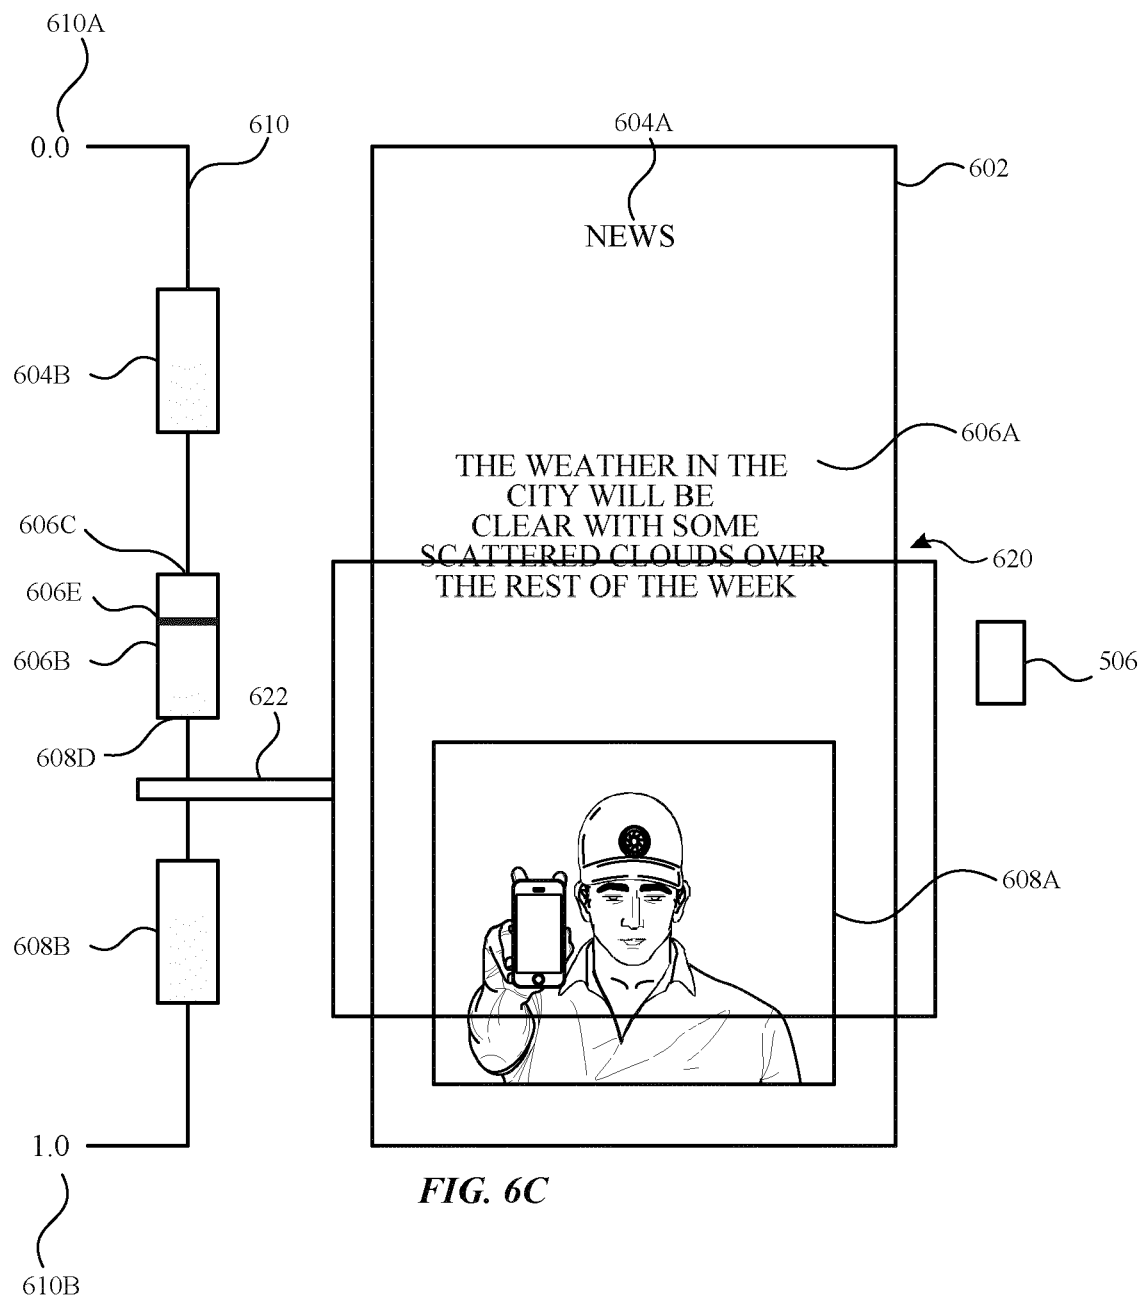 610A
0.0
610
604A
602
NEWS
604B
606A
THE WEATHER IN THE
CITY WILL BE
CLEAR WITH SOME
SCATTERED CLOUDS OVER
THE REST OF THE WEEK
606C
620
606E
606B
506
622
608D
608A
608B
1.0
FIG. 6C
610B